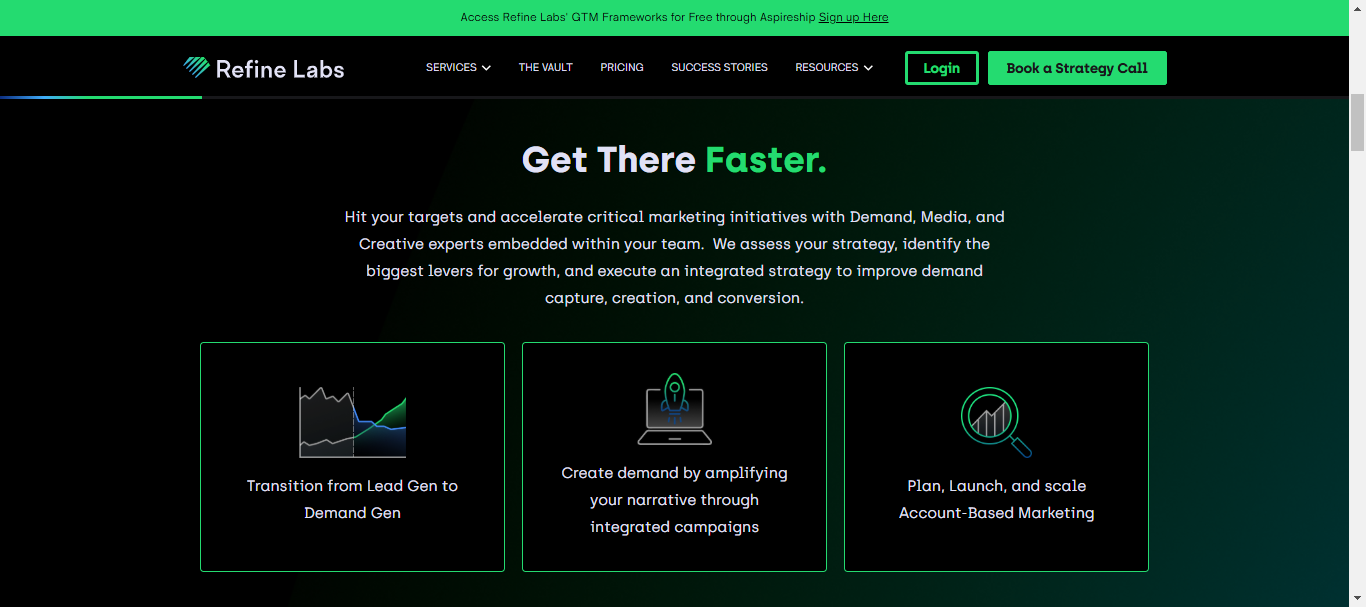 Access Refine Labs' GTM Frameworks for Free through Aspireship Sign up Here
Refine Labs
SERVICES
THE VAULT
PRICING
SUCCESS STORIES
RESOURCES
Login
Book a Strategy Call
Get There Faster.
Hit your targets and accelerate critical marketing initiatives with Demand, Media, and
Creative experts embedded within your team.  We assess your strategy, identify the
biggest levers for growth, and execute an integrated strategy to improve demand
capture, creation, and conversion.
Transition from Lead Gen to
Demand Gen
Create demand by amplifying
your narrative through
integrated campaigns
Plan, Launch, and scale
Account-Based Marketing